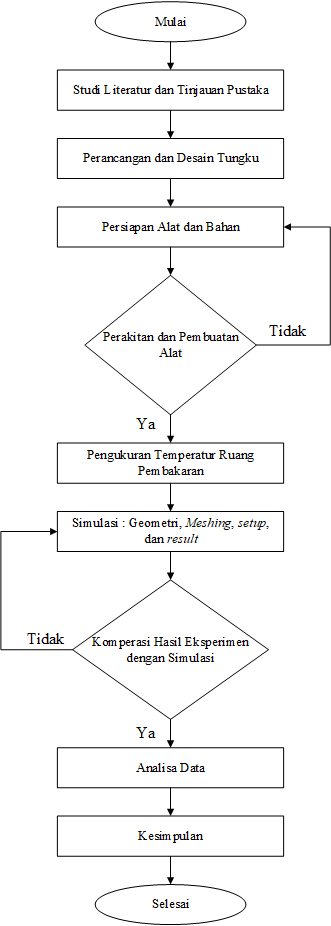 Mulai
Studi Literatur dan Tinjauan Pustaka
Perancangan dan Desain Tungku
Persiapan Alat dan Bahan
Perakitan dan Pembuatan
Alat
Tidak
Ya
Pengukuran Temperatur Ruang
Pembakaran
Simulasi : Geometri, Meshing, setup,
dan result
Tidak
Komperasi Hasil Eksperimen
dengan Simulasi
Ya
Analisa Data
Kesimpulan
Selesai